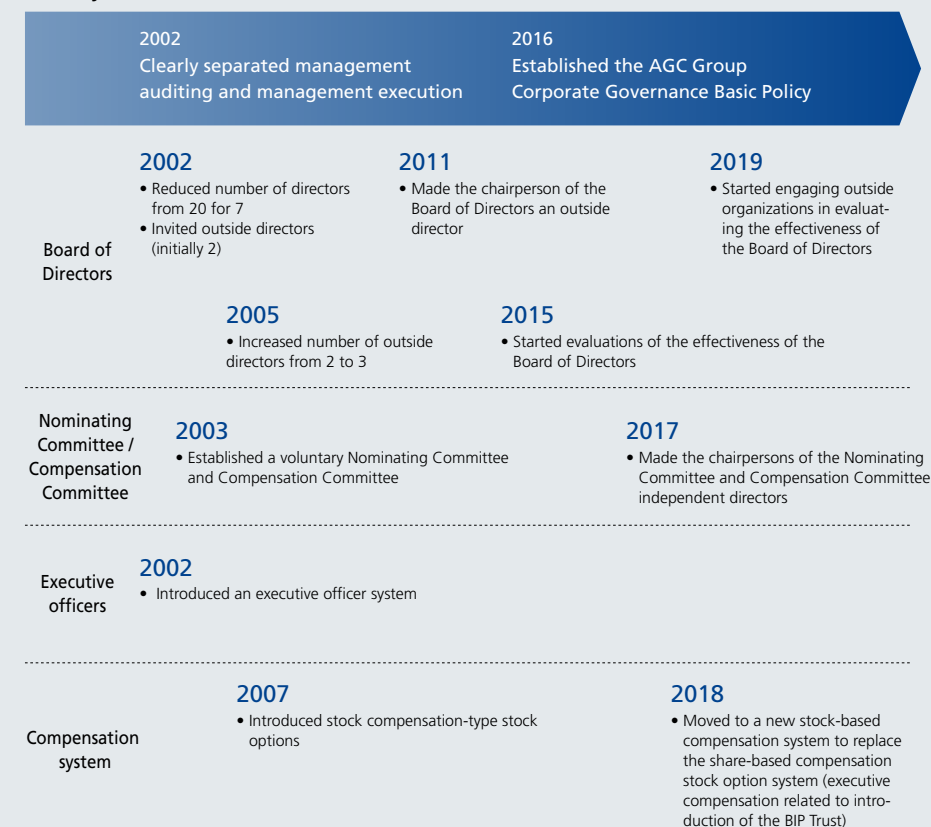 2002
Clearly separated management
auditing and management execution
2016
Established the AGC Group
Corporate Governance Basic Policy
Board of
Directors
2002
• Reduced number of directors
from 20 for 7
• Invited outside directors
(initially 2)
2011
• Made the chairperson of the
Board of Directors an outside
director
2019
• Started engaging outside
organizations in evaluat-
ing the effectiveness of
the Board of Directors
2005
• Increased number of outside
directors from 2 to 3
2015
• Started evaluations of the effectiveness of the
Board of Directors
Nominating
Committee /
Compensation
Committee
2003
• Established a voluntary Nominating Committee
and Compensation Committee
2017
• Made the chairpersons of the Nominating
Committee and Compensation Committee
independent directors
Executive
officers
2002
• Introduced an executive officer system
Compensation
system
2007
• Introduced stock compensation-type stock
options
2018
• Moved to a new stock-based
compensation system to replace
the share-based compensation
stock option system (executive
compensation related to intro-
duction of the BIP Trust)